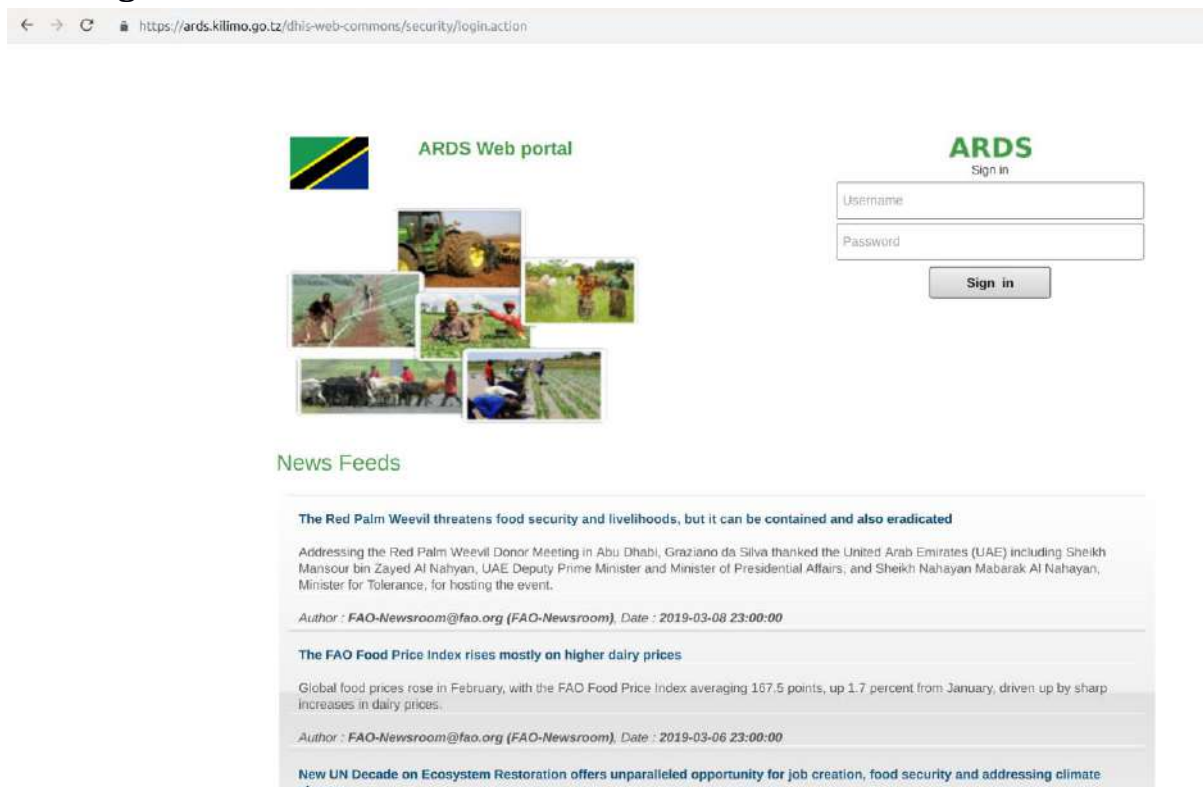 https://ards.kilimo.go.tz/dhis-web-commons/security/login.action
ARDS Web portal
ARDS
Sign in
Username
Password
Sign in
News Feeds
The Red Palm Weevil threatens food security and livelihoods, but it can be contained and also eradicated
Addressing the Red Palm Weevil Donor Meeting in Abu Dhabi, Graziano da Silva thanked the United Arab Emirates (UAE) including Sheikh
Mansour bin Zayed Al Nahyan, UAE Deputy Prime Minister and Minister of Presidential Affairs, and Sheikh Nahayan Mabarak Al Nahayan,
Minister for Tolerance, for hosting the event.
Author : FAO-Newsroom@fao.org (FAO-Newsroom), Date : 2019-03-08 23:00:00
The FAO Food Price Index rises mostly on higher dairy prices
Global food prices rose in February, with the FAO Food Price Index averaging 167.5 points, up 1.7 percent from January, driven up by sharp
increases in dairy prices.
Author : FAO-Newsroom@fao.org (FAO-Newsroom), Date : 2019-03-06 23:00:00
New UN Decade on Ecosystem Restoration offers unparalleled opportunity for job creation, food security and addressing climate